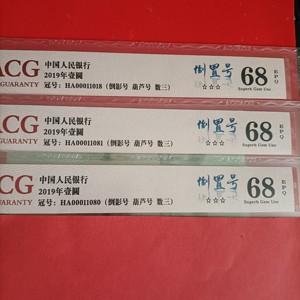 ACG
GUARANTY
中国人民银行
2019年壹圆
冠号：HA00011018（倒影号 葫芦号 数三）
倒置号
☆☆☆
68
EPQ
Superb Gem Unc
ACG
GUARANTY
中国人民银行
2019年壹圆
冠号：HA00011081（倒影号 葫芦号 数三）
倒置号
☆☆☆
68
EPQ
Superb Gem Unc
ACG
GUARANTY
中国人民银行
2019年壹圆
冠号：HA00011080（倒影号 葫芦号 数三）
倒置号
☆☆☆
68
EPQ
Superb Gem Unc